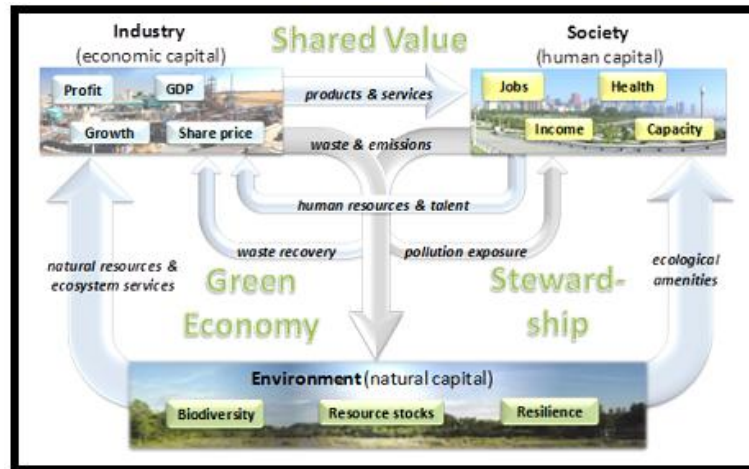 Industry
(economic capital)
Shared Value
Society
(human capital)
Profit
GDP
Growth
Share price
products & services
Jobs
Health
Income
Capacity
waste & emissions
human resources & talent
waste recovery
pollution exposure
natural resources &
ecosystem services
ecological
amenities
Green
Economy
Steward-
ship
Environment (natural capital)
Biodiversity
Resource stocks
Resilience